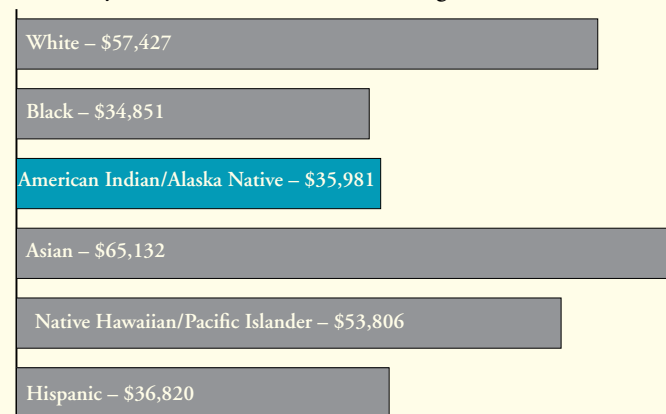 White – $57,427
Black – $34,851
American Indian/Alaska Native – $35,981
Asian – $65,132
Native Hawaiian/Pacific Islander – $53,806
Hispanic – $36,820